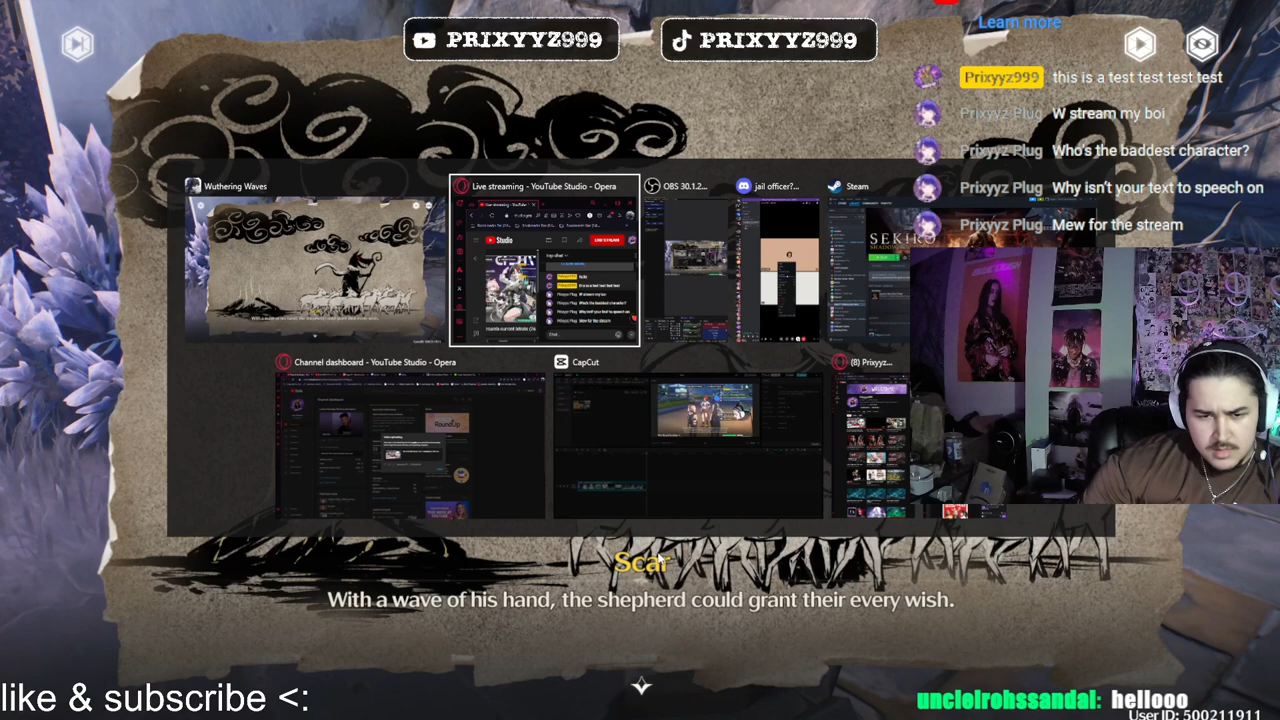 PRIXYYZ999
PRIXYYZ999
Learn more
Prixyyz999 this is a test test test test
Prixyyz Plug W stream my boi
Prixyyz Plug Who's the baddest character?
Prixyyz Plug Why isn't your text to speech on
Prixyyz Plug Mew for the stream
Wuthering Waves
Live streaming - YouTube Studio - Opera
OBS 30.1.2...
jail officer?...
Steam
Studio
SEKIRO
Channel dashboard - YouTube Studio - Opera
CapCut
(8) Prixyyz...
Scar
With a wave of his hand, the shepherd could grant their every wish.
like & subscribe <:
unclelrohssandal: hellooo
User ID: 500211911